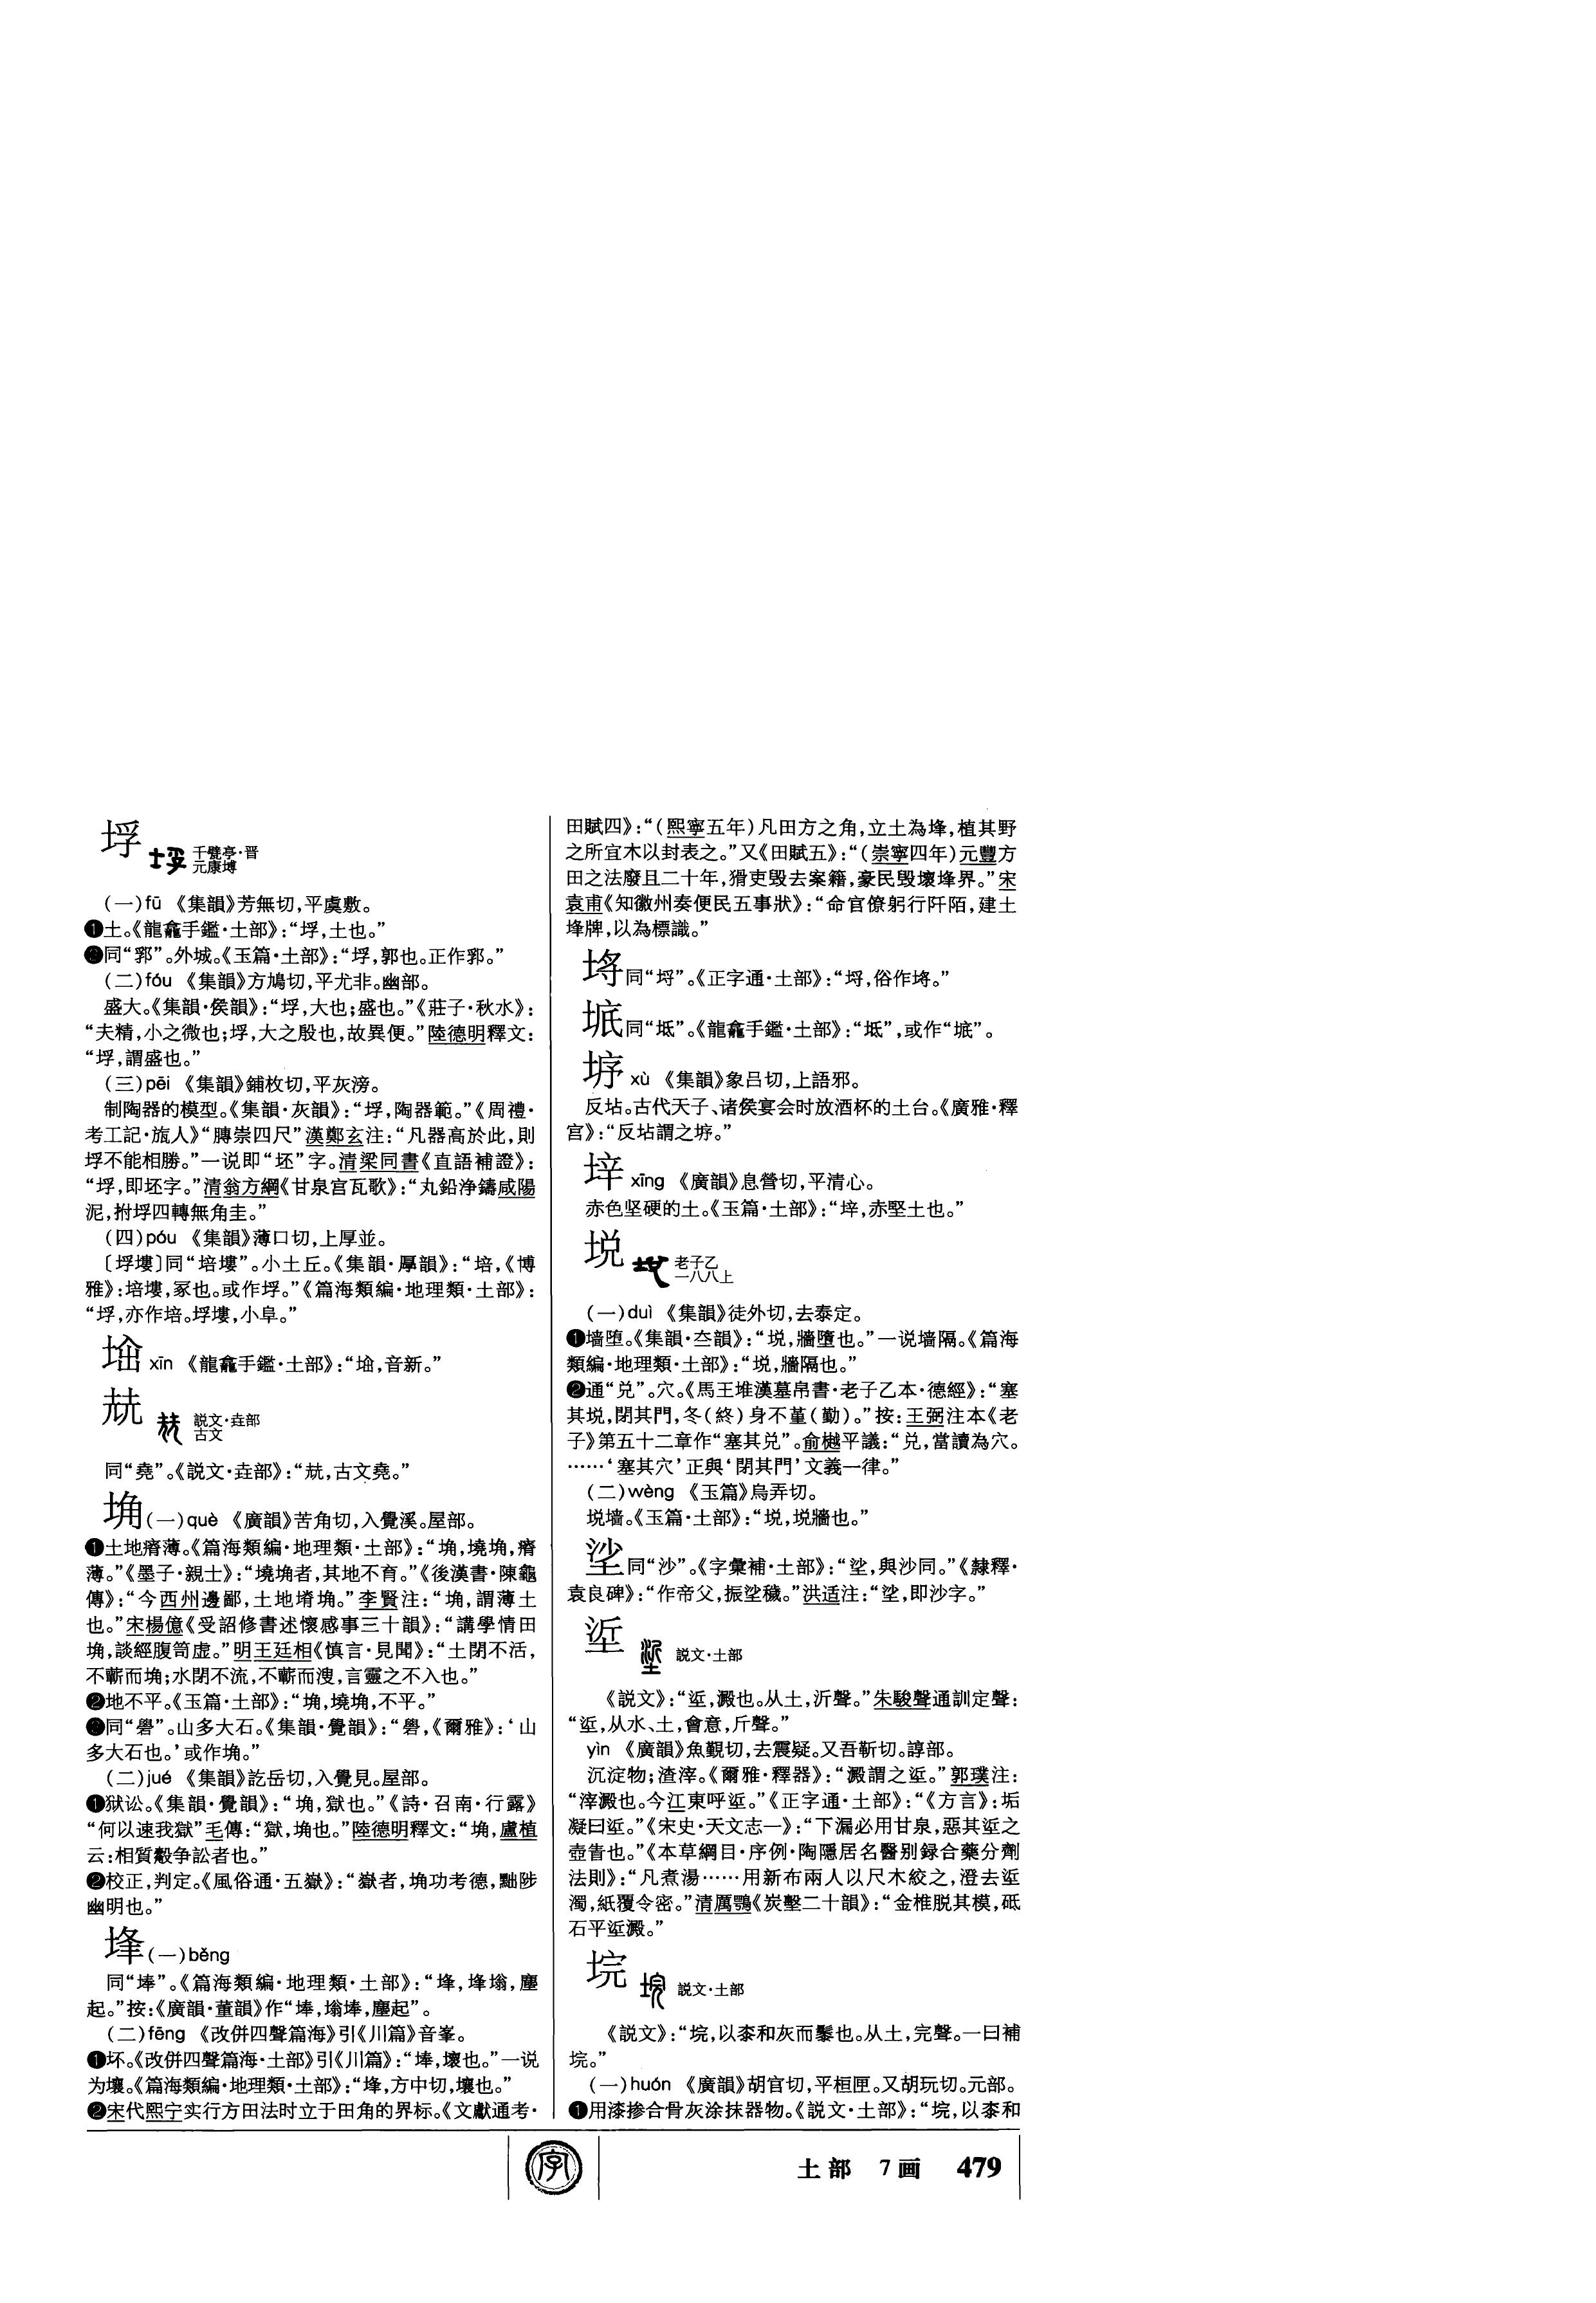 埒 千甓亭·晋
元康塼
(一)fū 《集韻》芳無切,平虞敷。
❶土。《龍龕手鑑·土部》:“垺,土也。”
❷同“郛”。外城。《玉篇·土部》:“垺,郭也。正作郛。”
(二)fóu 《集韻》方鳩切,平尤非。幽部。
盛大。《集韻·侯韻》:“垺,大也;盛也。”《莊子·秋水》:
“夫精,小之微也;垺,大之殷也,故異便。”陸德明釋文:
“垺,謂盛也。”
(三)pēi 《集韻》鋪枚切,平灰滂。
制陶器的模型。《集韻·灰韻》:“垺,陶器範。”《周禮·
考工記·旊人》“膞崇四尺”漢鄭玄注:“凡器高於此,則
垺不能相勝。”一说即“坯”字。清梁同書《直語補證》:
“垺,即坯字。”清翁方綱《甘泉宫瓦歌》:“丸鉛浄鑄咸陽
泥,拊垺四轉無角圭。”
(四)póu 《集韻》薄口切,上厚並。
〔垺塿〕同“培塿”。小土丘。《集韻·厚韻》:“培,《博
雅》:培塿,冢也。或作垺。”《篇海類編·地理類·土部》:
“垺,亦作培。垺塿,小阜。”
xīn 《龍龕手鑑·土部》:“,音新。”
𡋰 説文·垚部
古文
同“堯”。《説文·垚部》:“,古文堯。”
埆(一)què 《廣韻》苦角切,入覺溪。屋部。
❶土地瘠薄。《篇海類編·地理類·土部》:“埆,墝埆,瘠
薄。”《墨子·親士》:“墝埆者,其地不育。”《後漢書·陳龜
傳》:“今西州邊鄙,土地塉埆。”李賢注:“埆,謂薄土
也。”宋楊億《受詔修書述懷感事三十韻》:“講學情田
埆,談經腹笥虚。”明王廷相《慎言·見聞》:“土閉不活,
不蘄而埆;水閉不流,不蘄而溲,言靈之不入也。”
❷地不平。《玉篇·土部》:“埆,墝埆,不平。”
❸同“礐”。山多大石。《集韻·覺韻》:“礐,《爾雅》:‘山
多大石也。’或作埆。”
(二)jué 《集韻》訖岳切,入覺見。屋部。
❶狱讼。《集韻·覺韻》:“埆,獄也。”《詩·召南·行露》
“何以速我獄”毛傳:“獄,埆也。”陸德明釋文:“埆,盧植
云:相質觳争訟者也。”
❷校正,判定。《風俗通·五嶽》:“嶽者,埆功考德,黜陟
幽明也。”
埄(一)běng
同“埲”。《篇海類編·地理類·土部》:“埄,埄塕,塵
起。”按:《廣韻·董韻》作“埲,塕埲,塵起”。
(二)fēng 《改併四聲篇海》引《川篇》音峯。
❶坏。《改併四聲篇海·土部》引《川篇》:“埲,壞也。”一说
为壤。《篇海類編·地理類·土部》:“埄,方中切,壤也。”
❷宋代熙宁实行方田法时立于田角的界标。《文獻通考·
田賦四》:“(熙寧五年)凡田方之角,立土為埄,植其野
之所宜木以封表之。”又《田賦五》:“(崇寧四年)元豐方
田之法廢且二十年,猾吏毁去案籍,豪民毁壞埄界。”宋
袁甫《知徽州奏便民五事狀》:“命官僚躬行阡陌,建土
埄牌,以為標識。”
埓同“埒”。《正字通·土部》:“埒,俗作埓。”
同“坻”。《龍龕手鑑·土部》:“坻”,或作“”。
垿 xù 《集韻》象吕切,上語邪。
反坫。古代天子、诸侯宴会时放酒杯的土台。《廣雅·釋
宫》:“反坫謂之垿。”
垶 xīng 《廣韻》息營切,平清心。
赤色坚硬的土。《玉篇·土部》:“垶,赤堅土也。”
垷 老子乙
一八八上
(一)duì 《集韻》徒外切,去泰定。
❶墙堕。《集韻·夳韻》:“㙂,牆墮也。”一说墙隔。《篇海
類編·地理類·土部》:“㙂,牆隔也。”
❷通“兑”。穴。《馬王堆漢墓帛書·老子乙本·德經》:“塞
其㙂,閉其門,冬(終)身不堇(勤)。”按:王弼注本《老
子》第五十二章作“塞其兑”。俞樾平議:“兑,當讀為穴。
……‘塞其穴’正與‘閉其門’文義一律。”
(二)wèng 《玉篇》烏弄切。
㙂墙。《玉篇·土部》:“㙂,㙂牆也。”
埿同“沙”。《字彙補·土部》:“,與沙同。”《隸釋·
袁良碑》:“作帝父,振穢。”洪适注:“,即沙字。”
垽 説文·土部
《説文》:“垽,澱也。从土,沂聲。”朱駿聲通訓定聲:
“垽,从水、土,會意,斤聲。”
yìn 《廣韻》魚覲切,去震疑。又吾靳切。諄部。
沉淀物;渣滓。《爾雅·釋器》:“澱謂之垽。”郭璞注:
“滓澱也。今江東呼垽。”《正字通·土部》:“《方言》:垢
凝曰垽。”《宋史·天文志一》:“下漏必用甘泉,惡其垽之
壺眚也。”《本草綱目·序例·陶隱居名醫别録合藥分劑
法則》:“凡煮湯……用新布兩人以尺木絞之,澄去垽
濁,紙覆令密。”清厲鶚《炭墼二十韻》:“金椎脱其模,砥
石平垽澱。”
垸 説文·土部
《説文》:“垸,以桼和灰而鬃也。从土,完聲。一曰補
垸。”
(一)huán 《廣韻》胡官切,平桓匣。又胡玩切。元部。
❶用漆掺合骨灰涂抹器物。《説文·土部》:“垸,以桼和
字
土部 7画 479